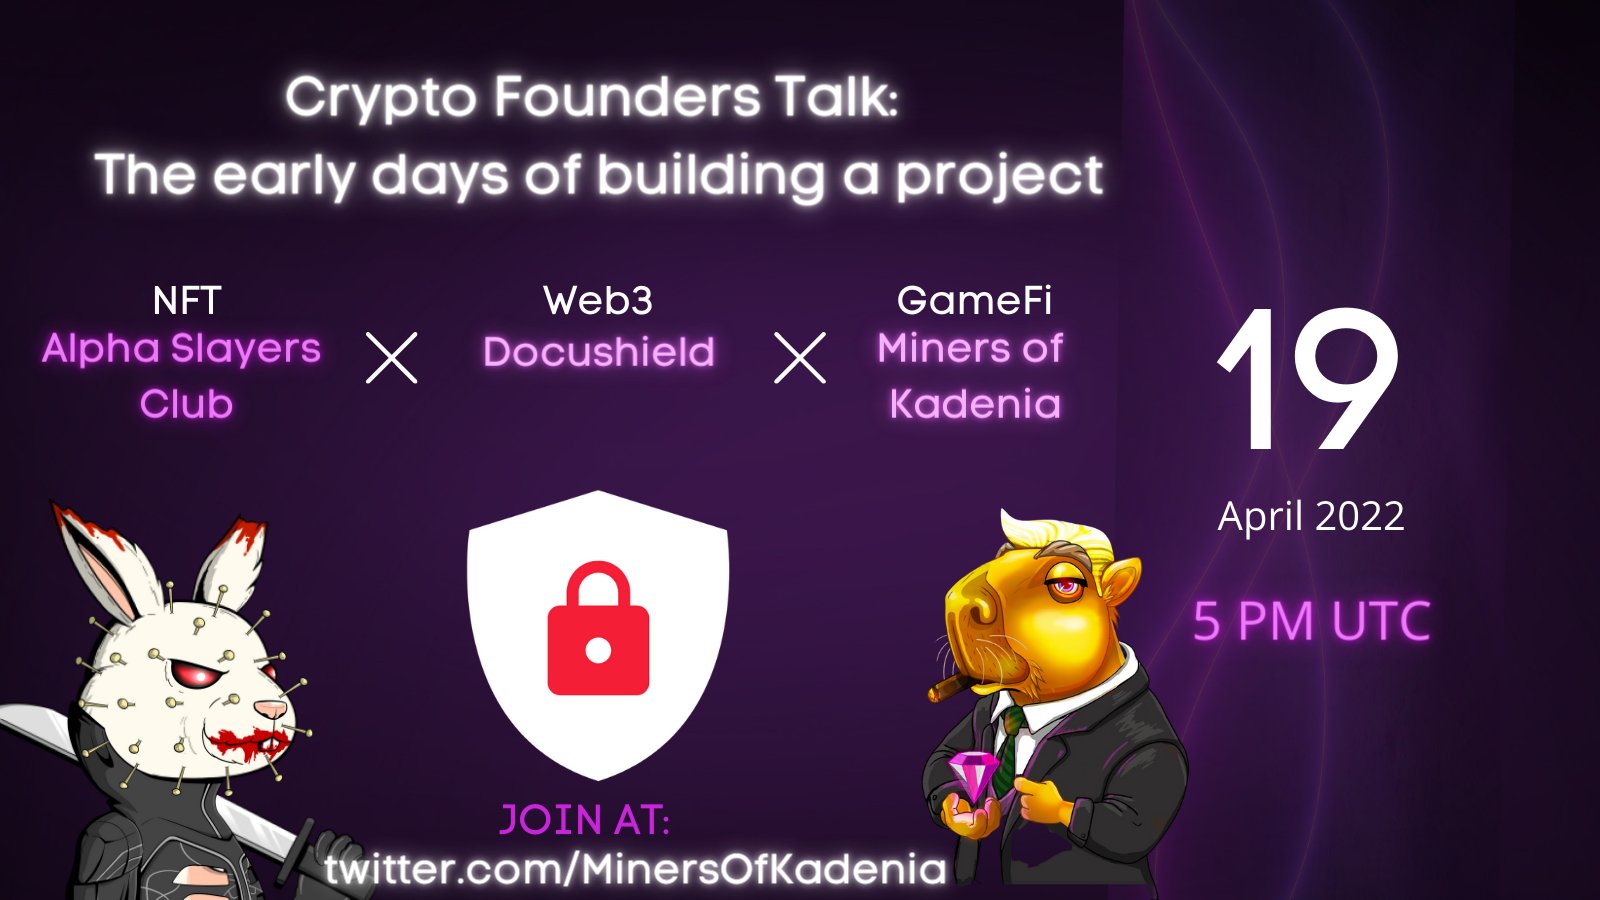 Crypto Founders Talk:
The early days of building a project
NFT
Alpha Slayers
Club
Web3
Docushield
GameFi
Miners of
Kadenia
19
April 2022
5 PM UTC
JOIN AT:
twitter.com/MinersOfKadenia